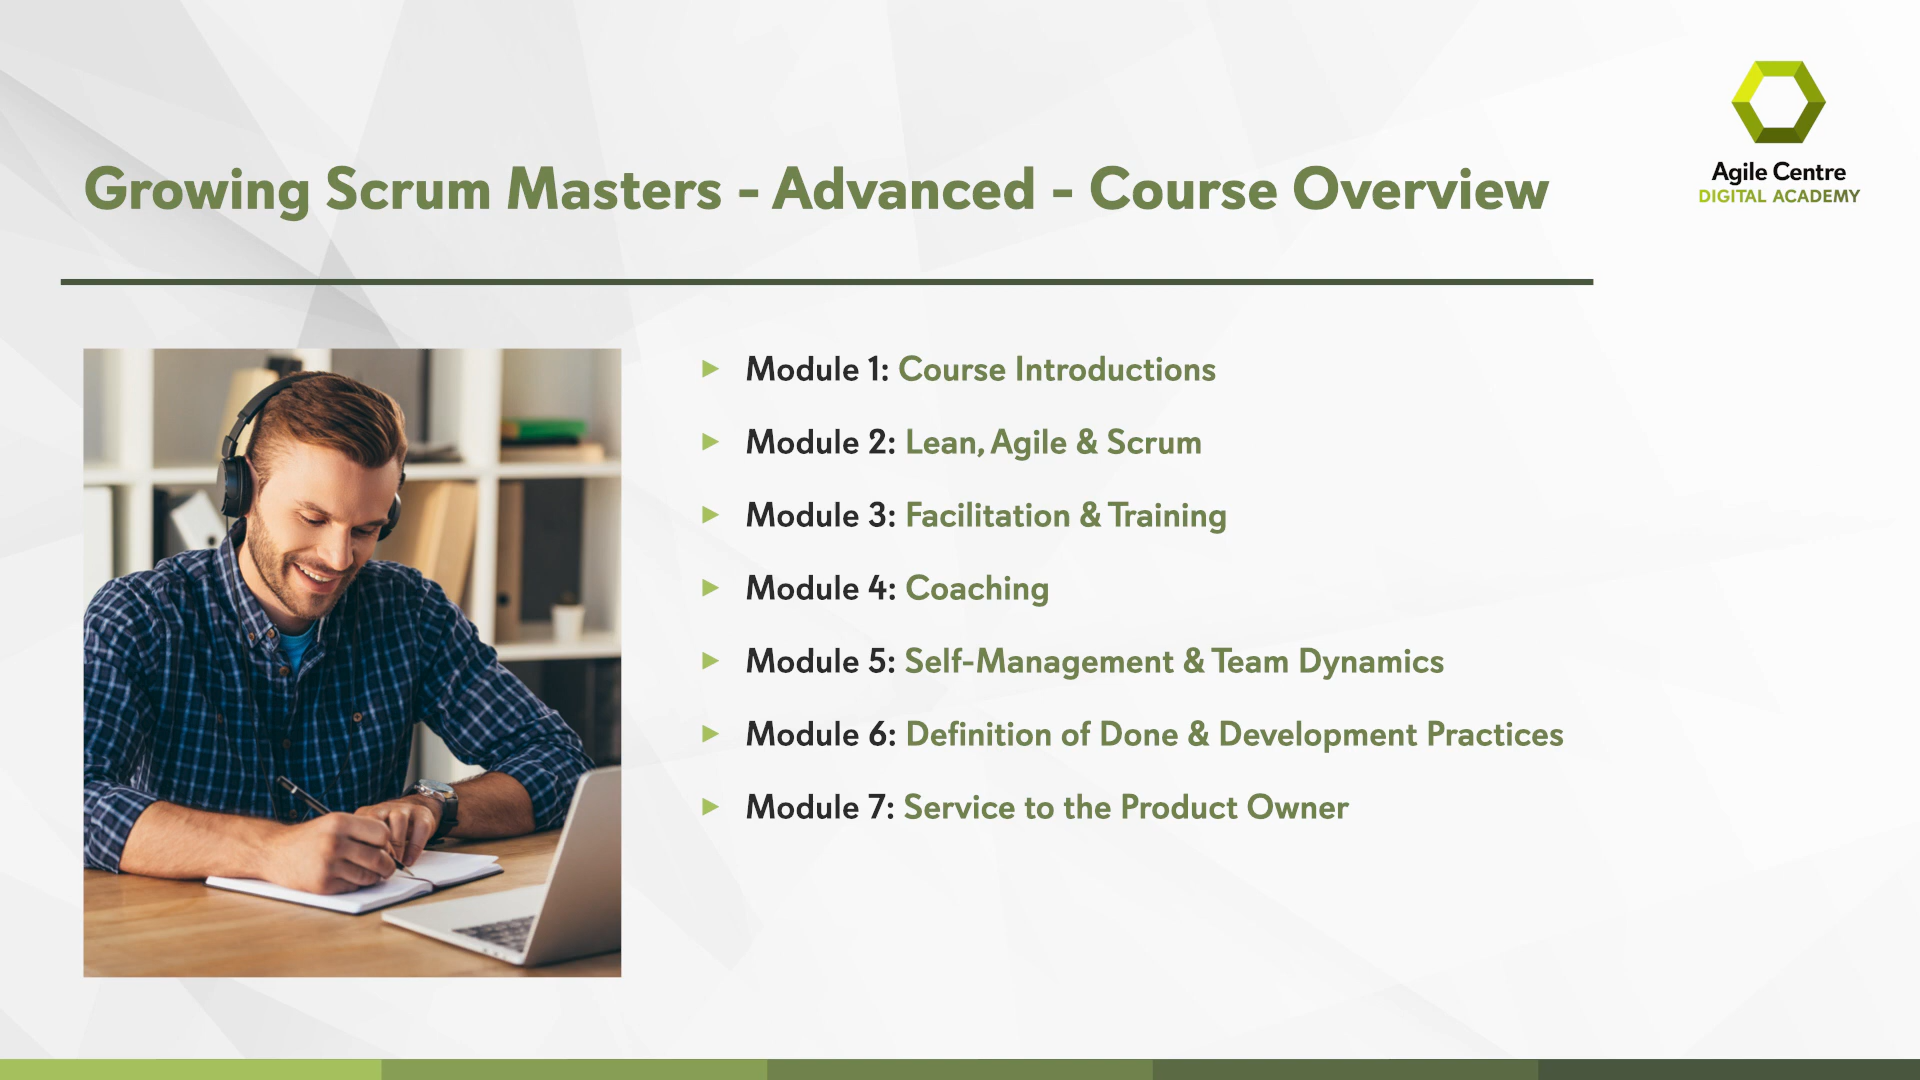 Growing Scrum Masters - Advanced - Course Overview
Agile Centre
DIGITAL ACADEMY
Module 1: Course Introductions
Module 2: Lean, Agile & Scrum
Module 3: Facilitation & Training
Module 4: Coaching
Module 5: Self-Management & Team Dynamics
Module 6: Definition of Done & Development Practices
Module 7: Service to the Product Owner